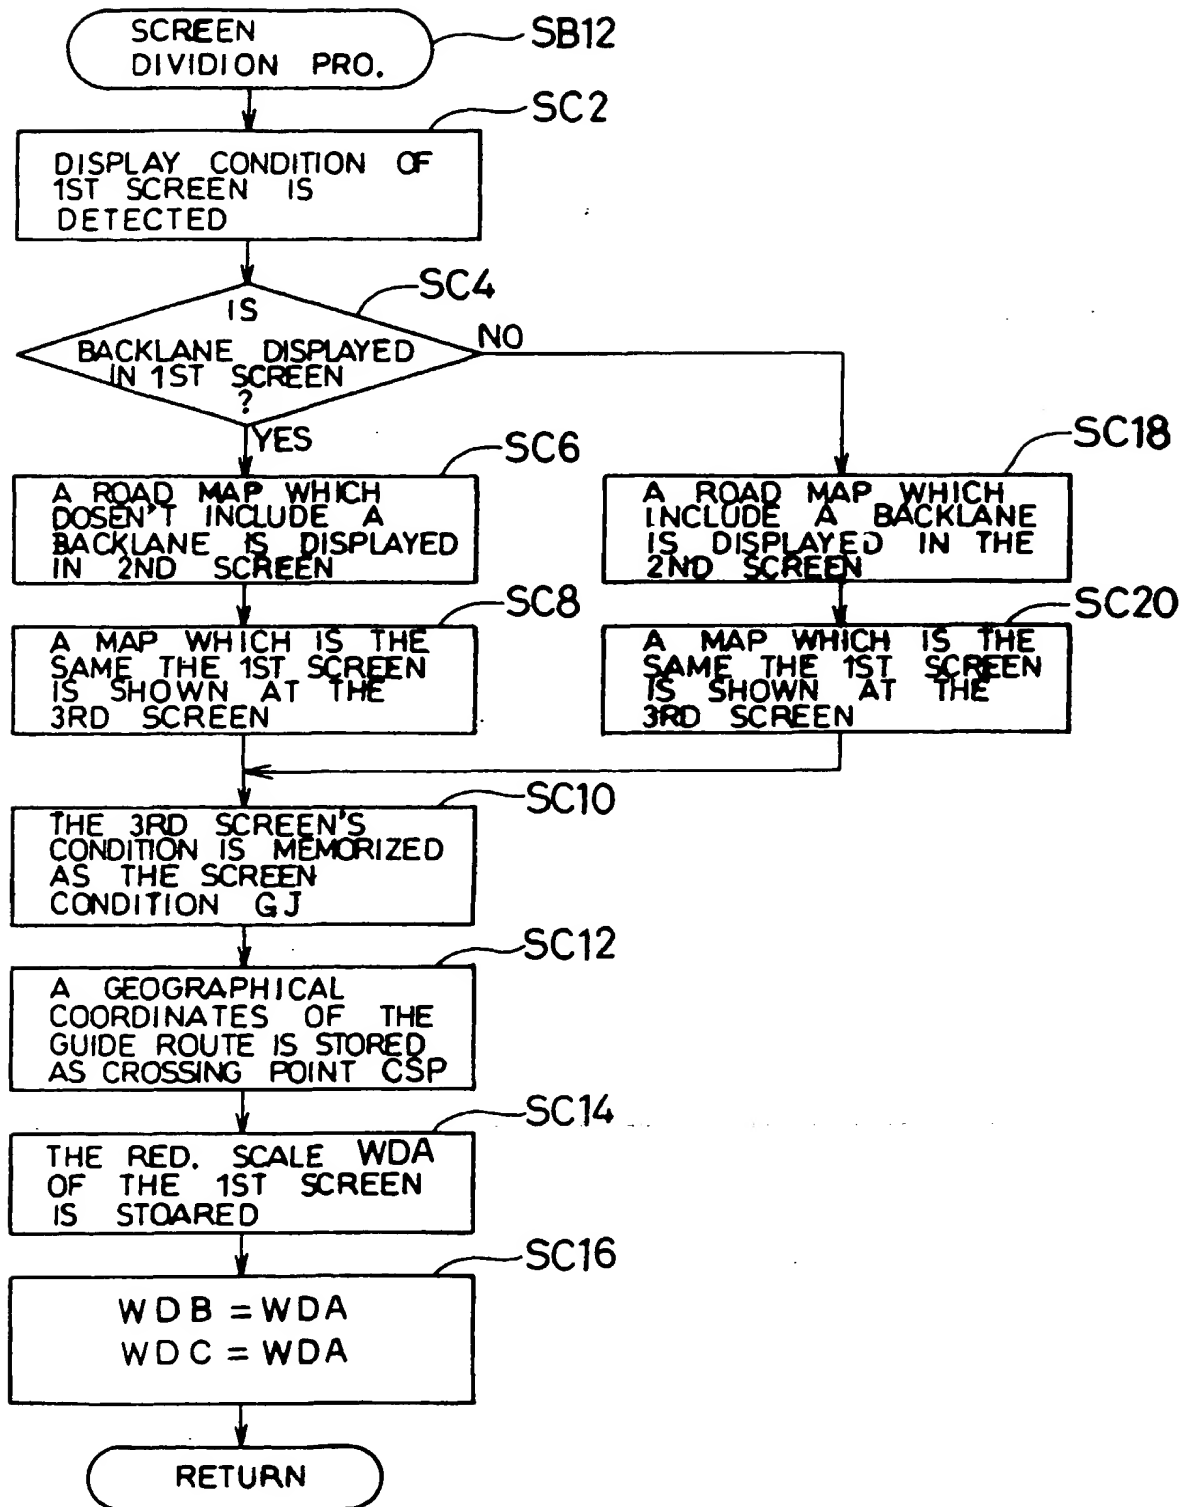 SCREEN
DIVIDION PRO.
SB12
SC2
DISPLAY CONDITION OF
1ST SCREEN IS
DETECTED
SC4
IS
BACKLANE DISPLAYED
IN 1ST SCREEN
?
NO
YES
SC6
A ROAD MAP WHICH
DOSEN'T INCLUDE A
BACKLANE IS DISPLAYED
IN 2ND SCREEN
SC18
A ROAD MAP WHICH
INCLUDE A BACKLANE
IS DISPLAYED IN THE
2ND SCREEN
SC8
A MAP WHICH IS THE
SAME THE 1ST SCREEN
IS SHOWN AT THE
3RD SCREEN
SC20
A MAP WHICH IS THE
SAME THE 1ST SCREEN
IS SHOWN AT THE
3RD SCREEN
SC10
THE 3RD SCREEN'S
CONDITION IS MEMORIZED
AS THE SCREEN
CONDITION GJ
SC12
A GEOGRAPHICAL
COORDINATES OF THE
GUIDE ROUTE IS STORED
AS CROSSING POINT CSP
SC14
THE RED. SCALE WDA
OF THE 1ST SCREEN
IS STOARED
SC16
WDB = WDA
WDC = WDA
RETURN